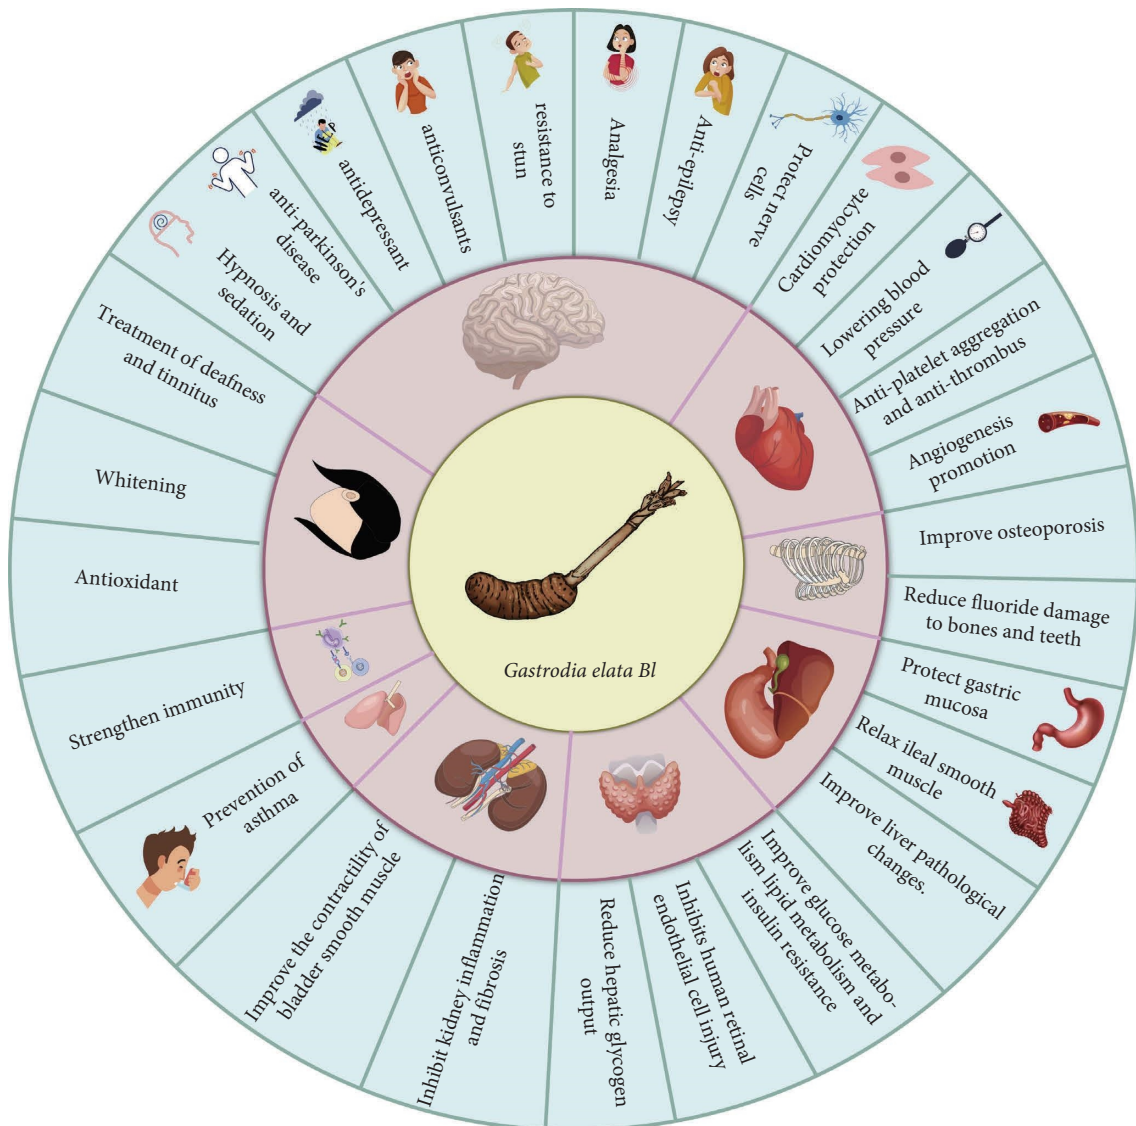 resistance to
stun
Analgesia
Anti-epilepsy
Protect nerve
cells
Cardiomyocyte
protection
Lowering blood
pressure
Anti-platelet aggregation
and anti-thrombus
Angiogenesis
promotion
Improve osteoporosis
Reduce fluoride damage
to bones and teeth
Protect gastric
mucosa
Relax ileal smooth
muscle
Improve liver pathological
changes.
Improve glucose metabo-
lism lipid metabolism and
insulin resistance
Inhibits human retinal
endothelial cell injury
Reduce hepatic glycogen
output
Inhibit kidney inflammation
and fibrosis
Improve the contractility of
bladder smooth muscle
Prevention of
asthma
Strengthen immunity
Antioxidant
Whitening
Treatment of deafness
and tinnitus
Hypnosis and
sedation
anti-parkinson's
disease
antidepressant
anticonvulsants
Gastrodia elata Bl